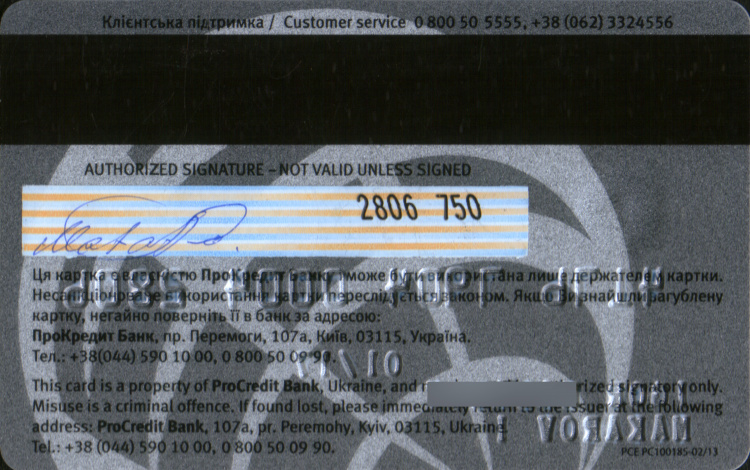 Клієнтська підтримка / Customer service 0 800 50 5555, +38 (062) 3324556
AUTHORIZED SIGNATURE – NOT VALID UNLESS SIGNED
2806 750
Ця картка є власністю ПроКредит Банк і може бути використана лише держателем картки.
Несанкціоноване використання картки переслідується законом. Якщо Ви знайшли загублену
картку, негайно поверніть її в банк за адресою:
ПроКредит Банк, пр. Перемоги, 107а, Київ, 03115, Україна.
Тел.: +38(044) 590 10 00, 0 800 50 09 90.
This card is a property of ProCredit Bank, Ukraine, and signatory only.
Misuse is a criminal offence. If found lost, please immediately return to the issuer at the following
address: ProCredit Bank, 107a, pr. Peremohy, Kyiv, 03115, Ukraine.
Tel.: +38 (044) 590 10 00, 0 800 50 09 90.
MAKAROV
PCE PC100185-02/13